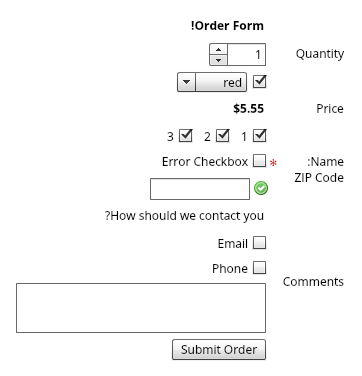 !Order Form
Quantity 1
red
Price $5.55
1 2 3
:Name * Error Checkbox
ZIP Code
?How should we contact you
Email
Phone
Comments
Submit Order